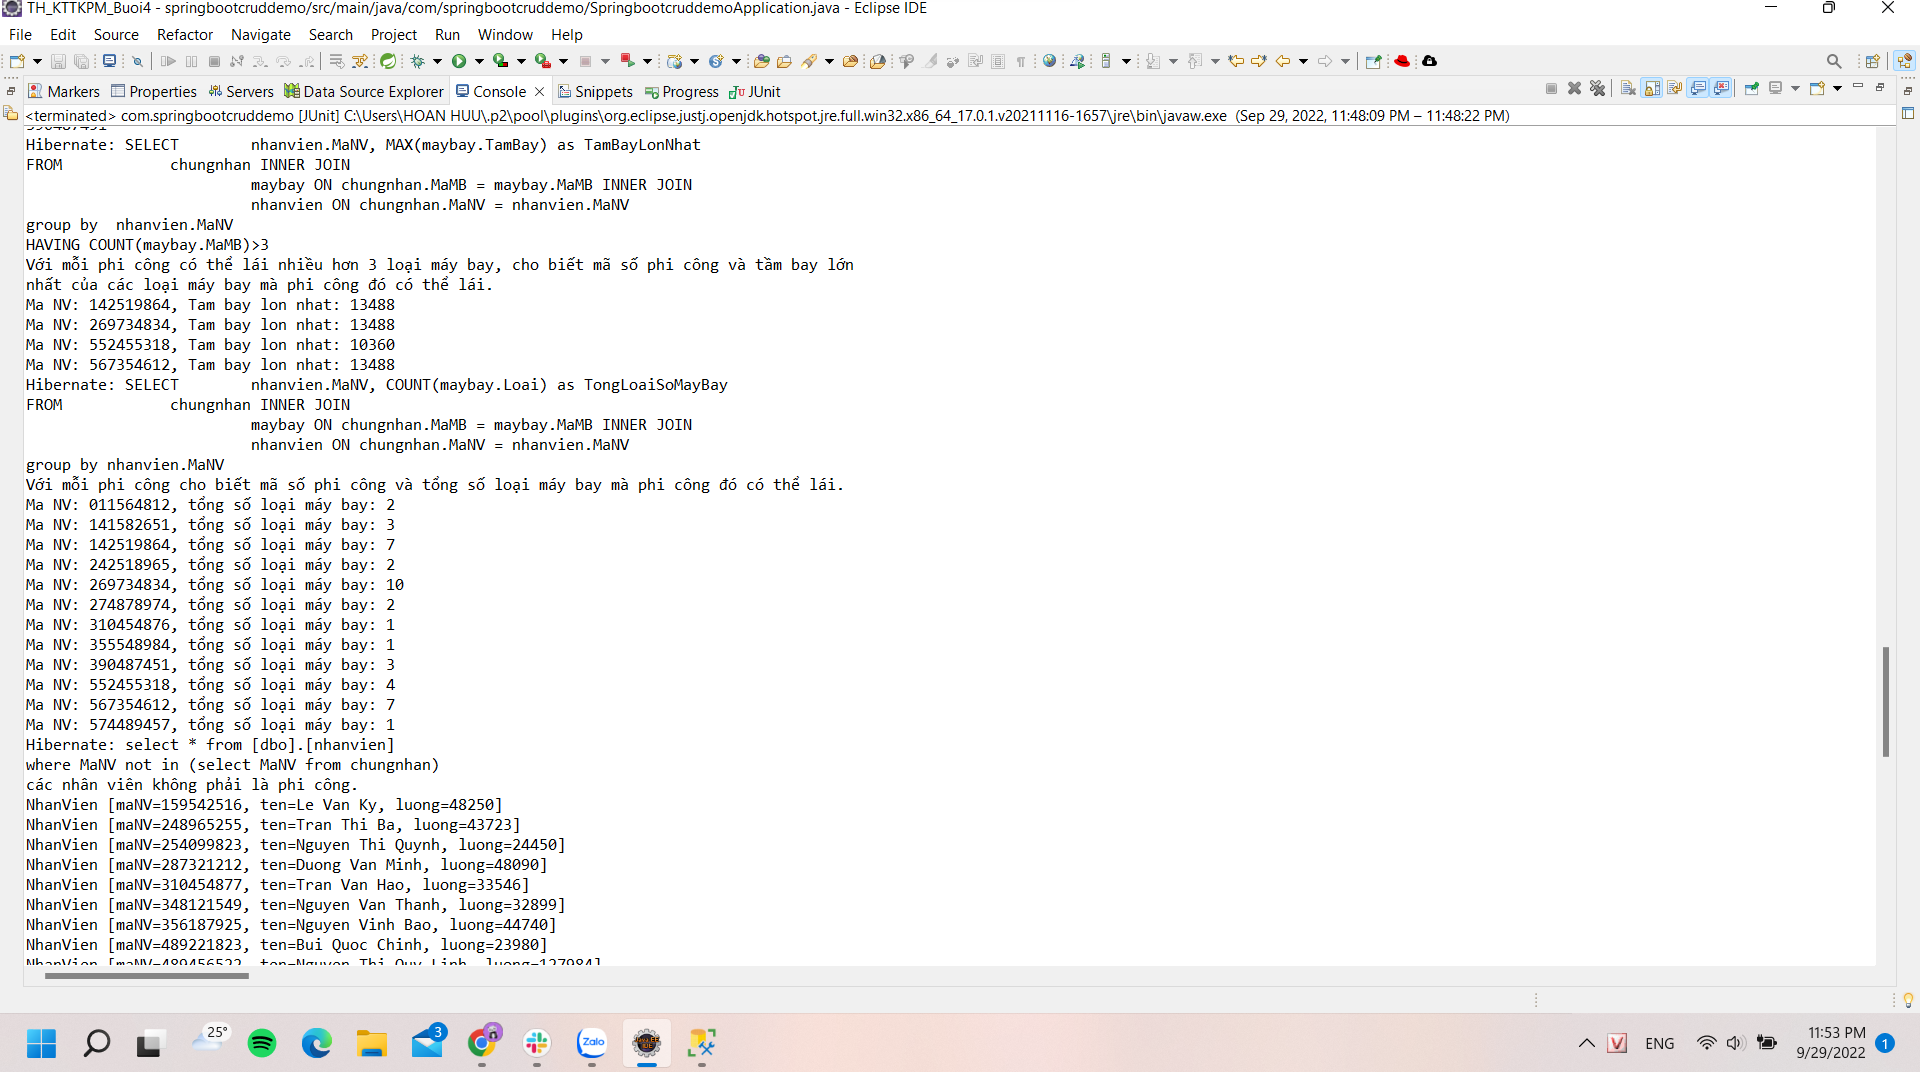 TH_KTTKPM_Buoi4 - springbootcruddemo/src/main/java/com/springbootcruddemo/SpringbootcruddemoApplication.java - Eclipse IDE
File Edit Source Refactor Navigate Search Project Run Window Help
Markers Properties Servers Data Source Explorer Console Snippets Progress JUnit
<terminated> com.springbootcruddemo [JUnit] C:\Users\HOAN HUU\.p2\pool\plugins\org.eclipse.justj.openjdk.hotspot.jre.full.win32.x86_64_17.0.1.v20211116-1657\jre\bin\javaw.exe (Sep 29, 2022, 11:48:09 PM – 11:48:22 PM)
390487451
Hibernate: SELECT nhanvien.MaNV, MAX(maybay.TamBay) as TamBayLonNhat
FROM chungnhan INNER JOIN
maybay ON chungnhan.MaMB = maybay.MaMB INNER JOIN
nhanvien ON chungnhan.MaNV = nhanvien.MaNV
group by nhanvien.MaNV
HAVING COUNT(maybay.MaMB)>3
Với mỗi phi công có thể lái nhiều hơn 3 loại máy bay, cho biết mã số phi công và tầm bay lớn
nhất của các loại máy bay mà phi công đó có thể lái.
Ma NV: 142519864, Tam bay lon nhat: 13488
Ma NV: 269734834, Tam bay lon nhat: 13488
Ma NV: 552455318, Tam bay lon nhat: 10360
Ma NV: 567354612, Tam bay lon nhat: 13488
Hibernate: SELECT nhanvien.MaNV, COUNT(maybay.Loai) as TongLoaiSoMayBay
FROM chungnhan INNER JOIN
maybay ON chungnhan.MaMB = maybay.MaMB INNER JOIN
nhanvien ON chungnhan.MaNV = nhanvien.MaNV
group by nhanvien.MaNV
Với mỗi phi công cho biết mã số phi công và tổng số loại máy bay mà phi công đó có thể lái.
Ma NV: 011564812, tổng số loại máy bay: 2
Ma NV: 141582651, tổng số loại máy bay: 3
Ma NV: 142519864, tổng số loại máy bay: 7
Ma NV: 242518965, tổng số loại máy bay: 2
Ma NV: 269734834, tổng số loại máy bay: 10
Ma NV: 274878974, tổng số loại máy bay: 2
Ma NV: 310454876, tổng số loại máy bay: 1
Ma NV: 355548984, tổng số loại máy bay: 1
Ma NV: 390487451, tổng số loại máy bay: 3
Ma NV: 552455318, tổng số loại máy bay: 4
Ma NV: 567354612, tổng số loại máy bay: 7
Ma NV: 574489457, tổng số loại máy bay: 1
Hibernate: select * from [dbo].[nhanvien]
where MaNV not in (select MaNV from chungnhan)
các nhân viên không phải là phi công.
NhanVien [maNV=159542516, ten=Le Van Ky, luong=48250]
NhanVien [maNV=248965255, ten=Tran Thi Ba, luong=43723]
NhanVien [maNV=254099823, ten=Nguyen Thi Quynh, luong=24450]
NhanVien [maNV=287321212, ten=Duong Van Minh, luong=48090]
NhanVien [maNV=310454877, ten=Tran Van Hao, luong=33546]
NhanVien [maNV=348121549, ten=Nguyen Van Thanh, luong=32899]
NhanVien [maNV=356187925, ten=Nguyen Vinh Bao, luong=44740]
NhanVien [maNV=489221823, ten=Bui Quoc Chinh, luong=23980]
NhanVien [maNV=489456522, ten=Nguyen Thi Quy Linh, luong=127984]
25°
3
Zalo
ENG
11:53 PM
9/29/2022
1